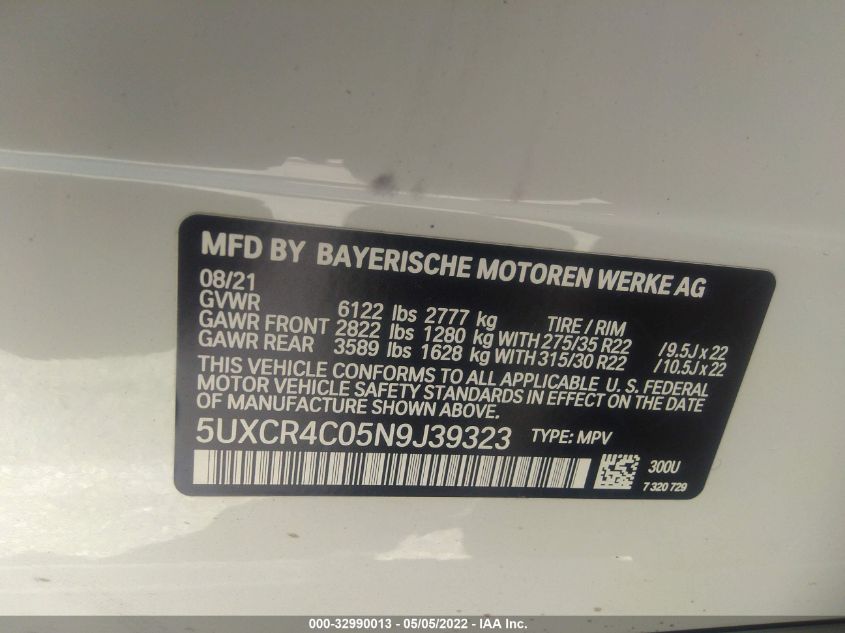 MFD BY BAYERISCHE MOTOREN WERKE AG
08/21
GVWR 6122 lbs 2777 kg TIRE / RIM
GAWR FRONT 2822 lbs 1280 kg WITH 275/35 R22 /9.5J x 22
GAWR REAR 3589 lbs 1628 kg WITH 315/30 R22 /10.5J x 22
THIS VEHICLE CONFORMS TO ALL APPLICABLE U. S. FEDERAL
MOTOR VEHICLE SAFETY STANDARDS IN EFFECT ON THE DATE
OF MANUFACTURE SHOWN ABOVE.
5UXCR4C05N9J39323 TYPE: MPV
300U
7 320 729
000-32990013 - 05/05/2022 - IAA Inc.